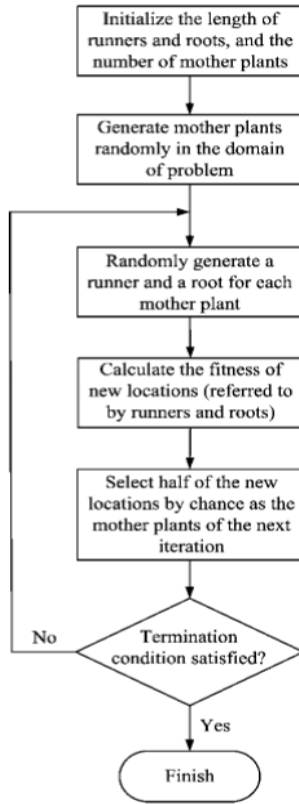 Initialize the length of
runners and roots, and the
number of mother plants
Generate mother plants
randomly in the domain
of problem
Randomly generate a
runner and a root for each
mother plant
Calculate the fitness of
new locations (referred to
by runners and roots)
Select half of the new
locations by chance as the
mother plants of the next
iteration
Termination
condition satisfied?
No
Yes
Finish